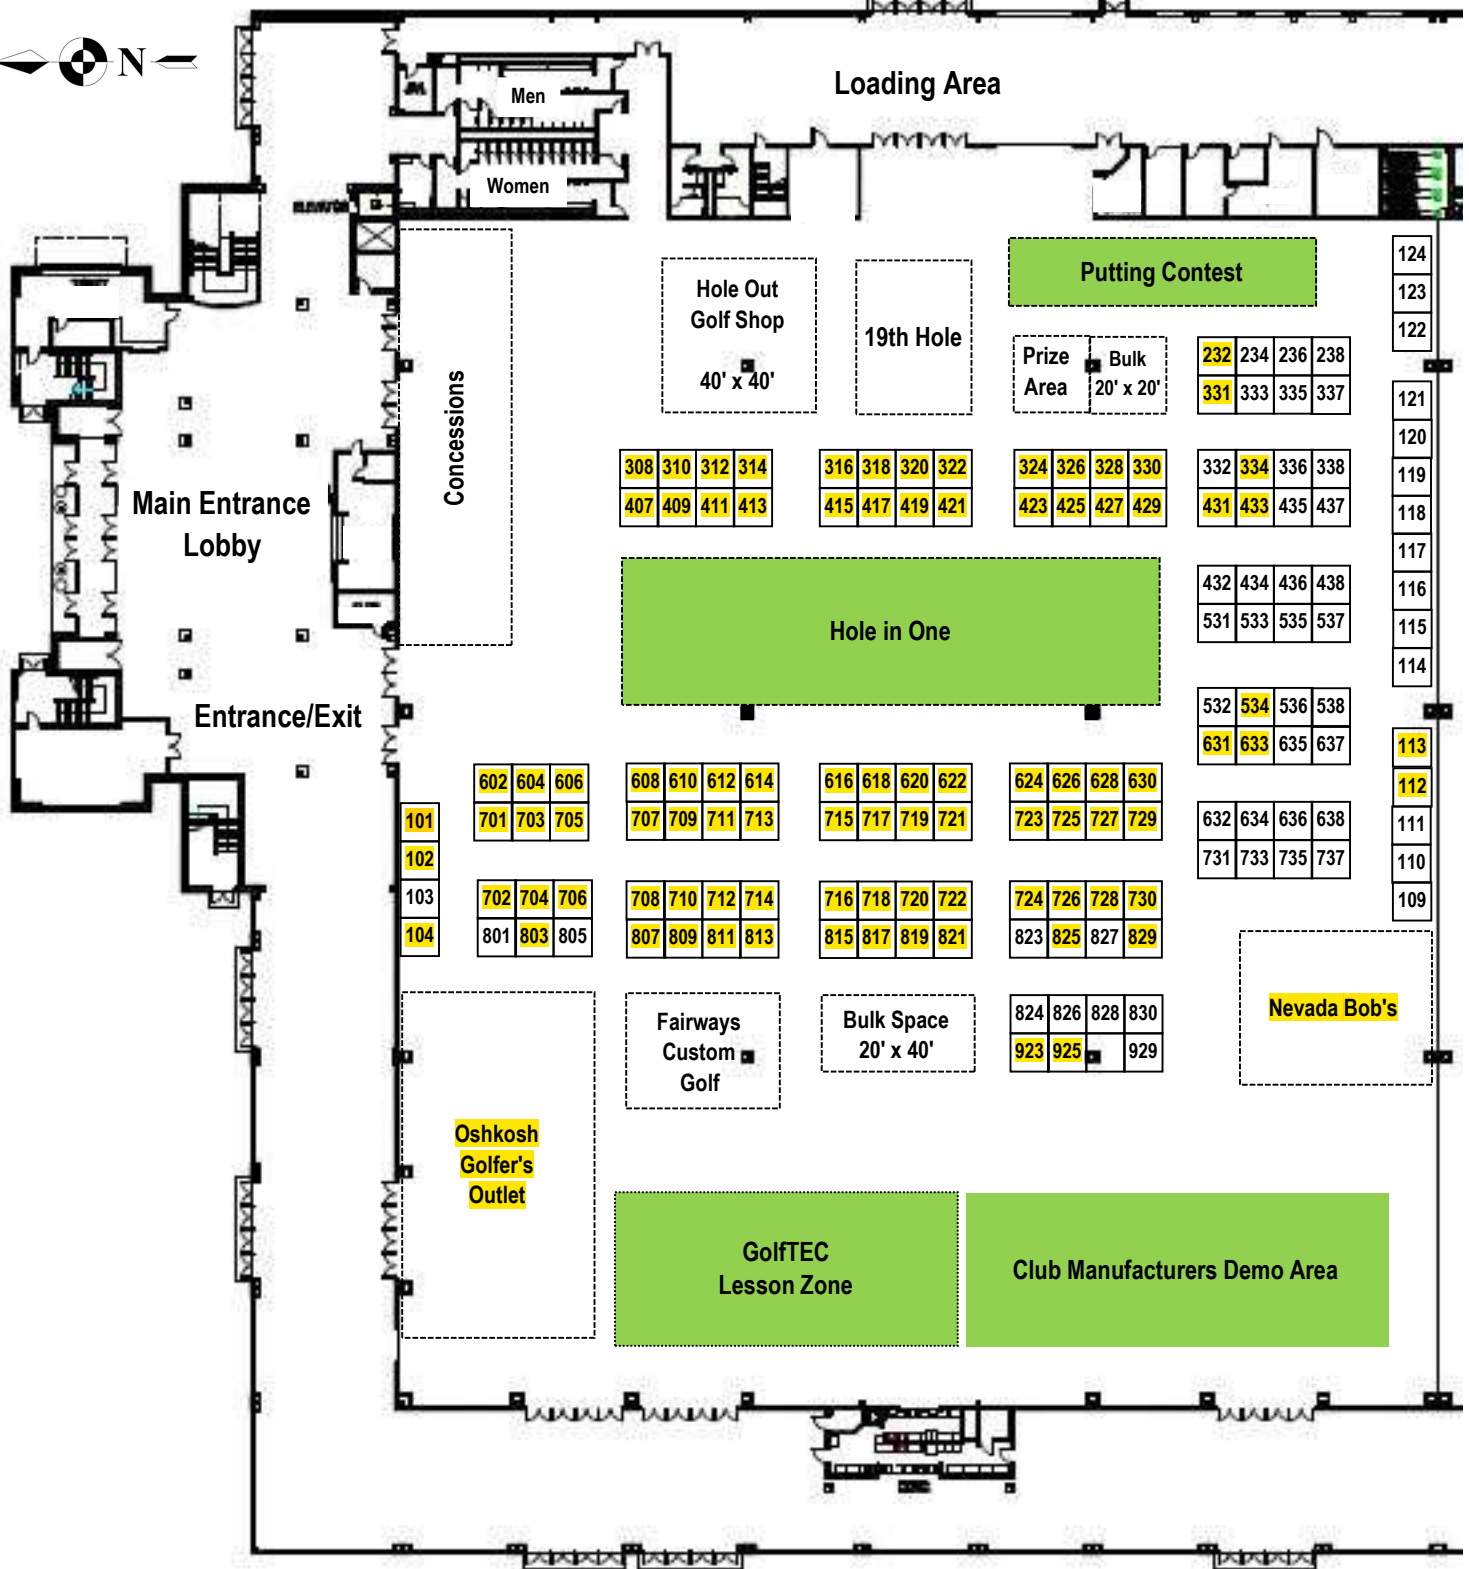 N
Men
Women
Loading Area
Concessions
Hole Out
Golf Shop
40' x 40'
19th Hole
Putting Contest
Prize
Area
Bulk
20' x 20'
124
123
122
232 234 236 238
331 333 335 337
121
120
119
118
117
116
115
114
308 310 312 314
407 409 411 413
316 318 320 322
415 417 419 421
324 326 328 330
423 425 427 429
332 334 336 338
431 433 435 437
Main Entrance
Lobby
Hole in One
432 434 436 438
531 533 535 537
Entrance/Exit
532 534 536 538
631 633 635 637
113
112
111
110
109
101
102
103
104
602 604 606
701 703 705
608 610 612 614
707 709 711 713
616 618 620 622
715 717 719 721
624 626 628 630
723 725 727 729
632 634 636 638
731 733 735 737
702 704 706
801 803 805
708 710 712 714
807 809 811 813
716 718 720 722
815 817 819 821
724 726 728 730
823 825 827 829
Oshkosh
Golfer's
Outlet
Fairways
Custom
Golf
Bulk Space
20' x 40'
824 826 828 830
923 925 929
Nevada Bob's
GolfTEC
Lesson Zone
Club Manufacturers Demo Area